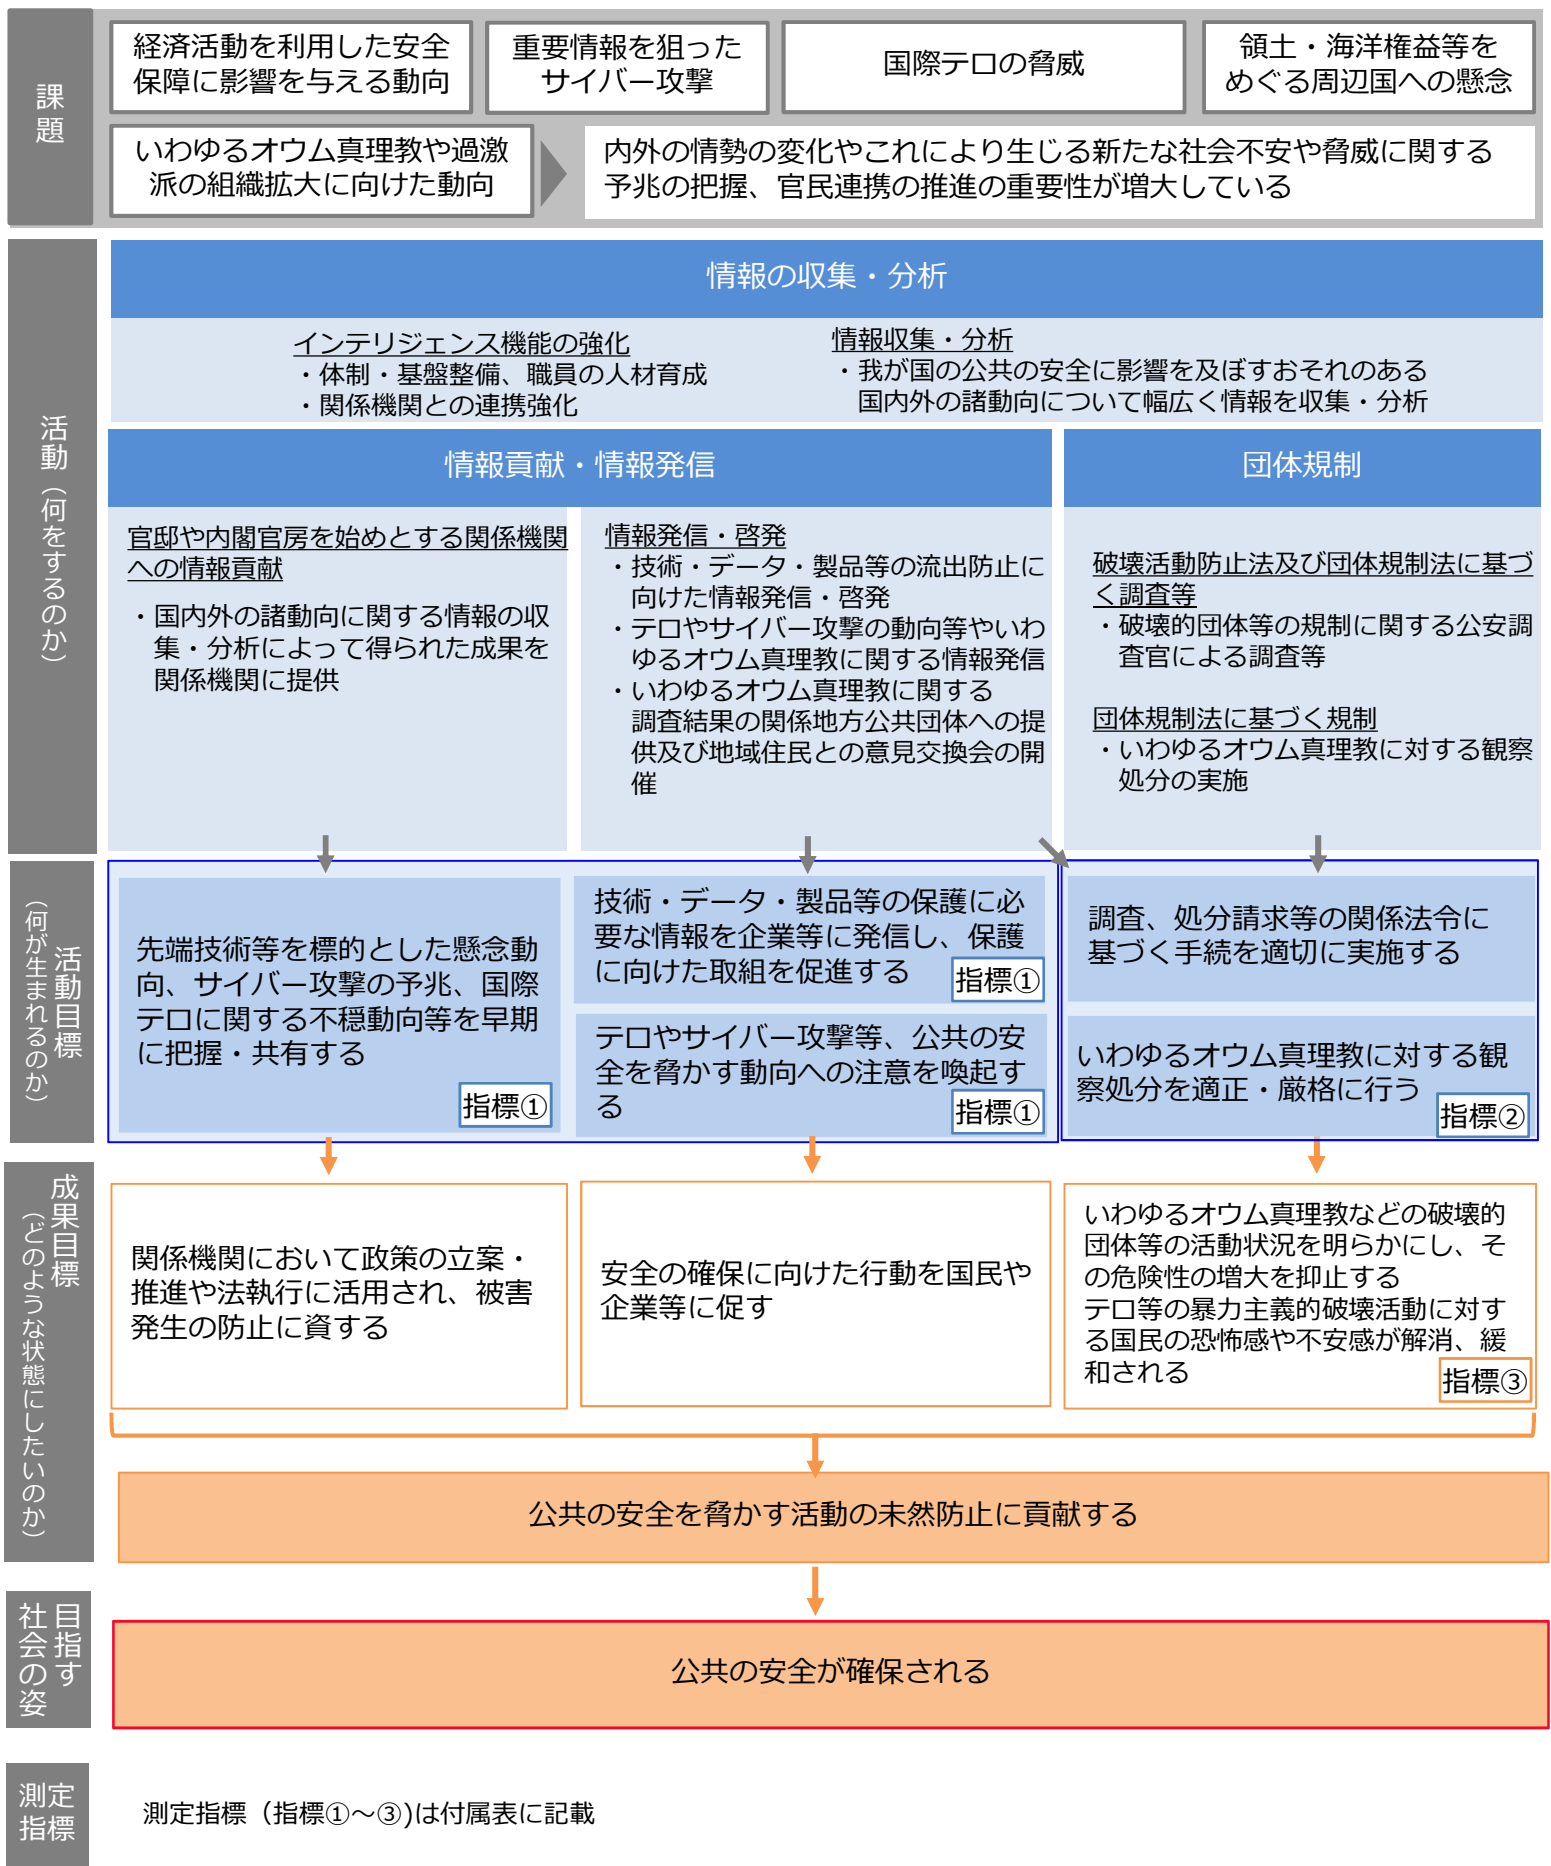 課題
経済活動を利用した安全
保障に影響を与える動向
重要情報を狙った
サイバー攻撃
国際テロの脅威
領土・海洋権益等を
めぐる周辺国への懸念
いわゆるオウム真理教や過激
派の組織拡大に向けた動向
内外の情勢の変化やこれにより生じる新たな社会不安や脅威に関する
予兆の把握、官民連携の推進の重要性が増大している
活動（何をするのか）
情報の収集・分析
インテリジェンス機能の強化
・体制・基盤整備、職員の人材育成
・関係機関との連携強化
情報収集・分析
・我が国の公共の安全に影響を及ぼすおそれのある
国内外の諸動向について幅広く情報を収集・分析
情報貢献・情報発信
官邸や内閣官房を始めとする関係機関
への情報貢献
・国内外の諸動向に関する情報の収
集・分析によって得られた成果を
関係機関に提供
情報発信・啓発
・技術・データ・製品等の流出防止に
向けた情報発信・啓発
・テロやサイバー攻撃の動向等やいわ
ゆるオウム真理教に関する情報発信
・いわゆるオウム真理教に関する
調査結果の関係地方公共団体への提
供及び地域住民との意見交換会の開
催
団体規制
破壊活動防止法及び団体規制法に基づ
く調査等
・破壊的団体等の規制に関する公安調
査官による調査等
団体規制法に基づく規制
・いわゆるオウム真理教に対する観察
処分の実施
活動目標
（何が生まれるのか）
先端技術等を標的とした懸念動
向、サイバー攻撃の予兆、国際
テロに関する不穏動向等を早期
に把握・共有する
指標①
技術・データ・製品等の保護に必
要な情報を企業等に発信し、保護
に向けた取組を促進する
指標①
テロやサイバー攻撃等、公共の安
全を脅かす動向への注意を喚起す
る
指標①
調査、処分請求等の関係法令に
基づく手続を適切に実施する
いわゆるオウム真理教に対する観
察処分を適正・厳格に行う
指標②
成果目標
（どのような状態にしたいのか）
関係機関において政策の立案・
推進や法執行に活用され、被害
発生の防止に資する
安全の確保に向けた行動を国民や
企業等に促す
いわゆるオウム真理教などの破壊的
団体等の活動状況を明らかにし、そ
の危険性の増大を抑止する
テロ等の暴力主義的破壊活動に対す
る国民の恐怖感や不安感が解消、緩
和される
指標③
公共の安全を脅かす活動の未然防止に貢献する
目指す
社会の姿
公共の安全が確保される
測定
指標
測定指標（指標①～③)は付属表に記載